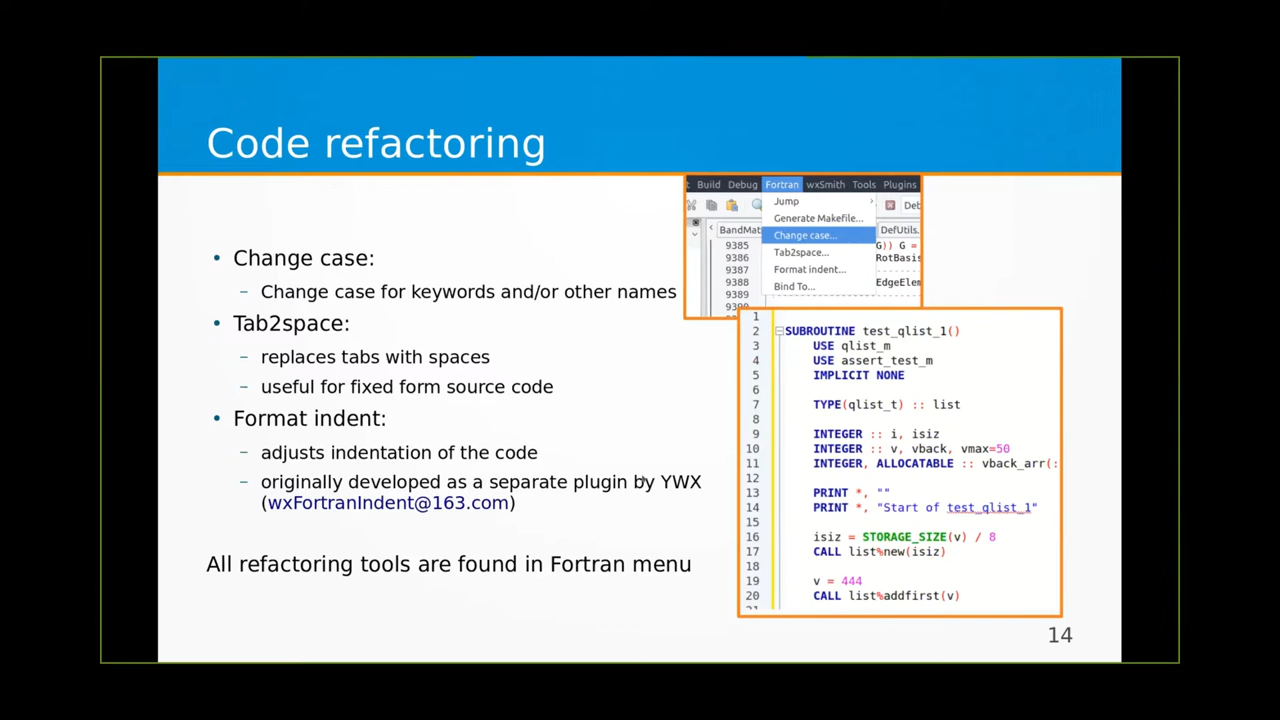 Code refactoring
• Change case:
– Change case for keywords and/or other names
• Tab2space:
– replaces tabs with spaces
– useful for fixed form source code
• Format indent:
– adjusts indentation of the code
– originally developed as a separate plugin by YWX
(wxFortranIndent@163.com)
All refactoring tools are found in Fortran menu
t Build Debug Fortran wxSmith Tools Plugins
Jump
Deb
Generate Makefile...
BandMat
Change case...
DefUtils.
9385
G)) G =
9386
Tab2space...
RotBasis
9387
Format indent...
9388
EdgeElem
9389
Bind To...
1
2 SUBROUTINE test_qlist_1()
3 USE qlist_m
4 USE assert_test_m
5 IMPLICIT NONE
6
7 TYPE(qlist_t) :: list
8
9 INTEGER :: i, isiz
10 INTEGER :: v, vback, vmax=50
11 INTEGER, ALLOCATABLE :: vback_arr(:
12
13 PRINT *, ""
14 PRINT *, "Start of test_qlist_1"
15
16 isiz = STORAGE_SIZE(v) / 8
17 CALL list%new(isiz)
18
19 v = 444
20 CALL list%addfirst(v)
14